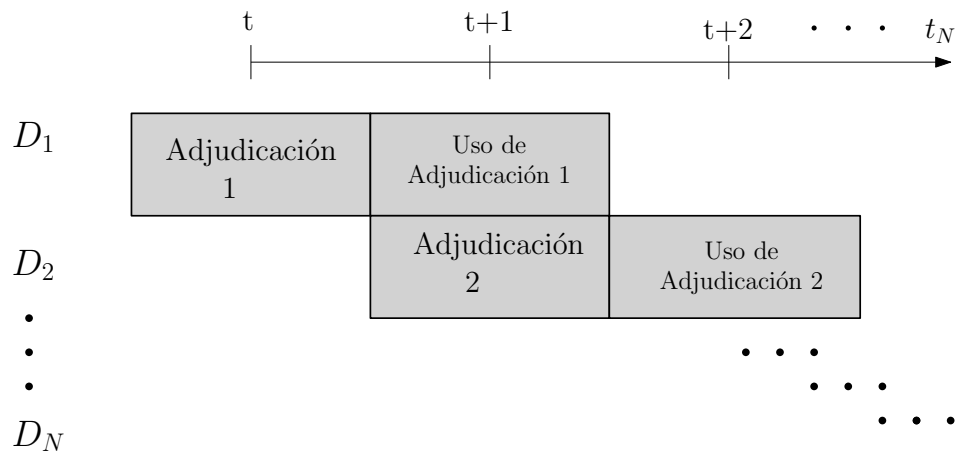 t t+1 t+2 . . . t_N
D_1
Adjudicación
1
Uso de
Adjudicación 1
D_2
Adjudicación
2
Uso de
Adjudicación 2
D_N